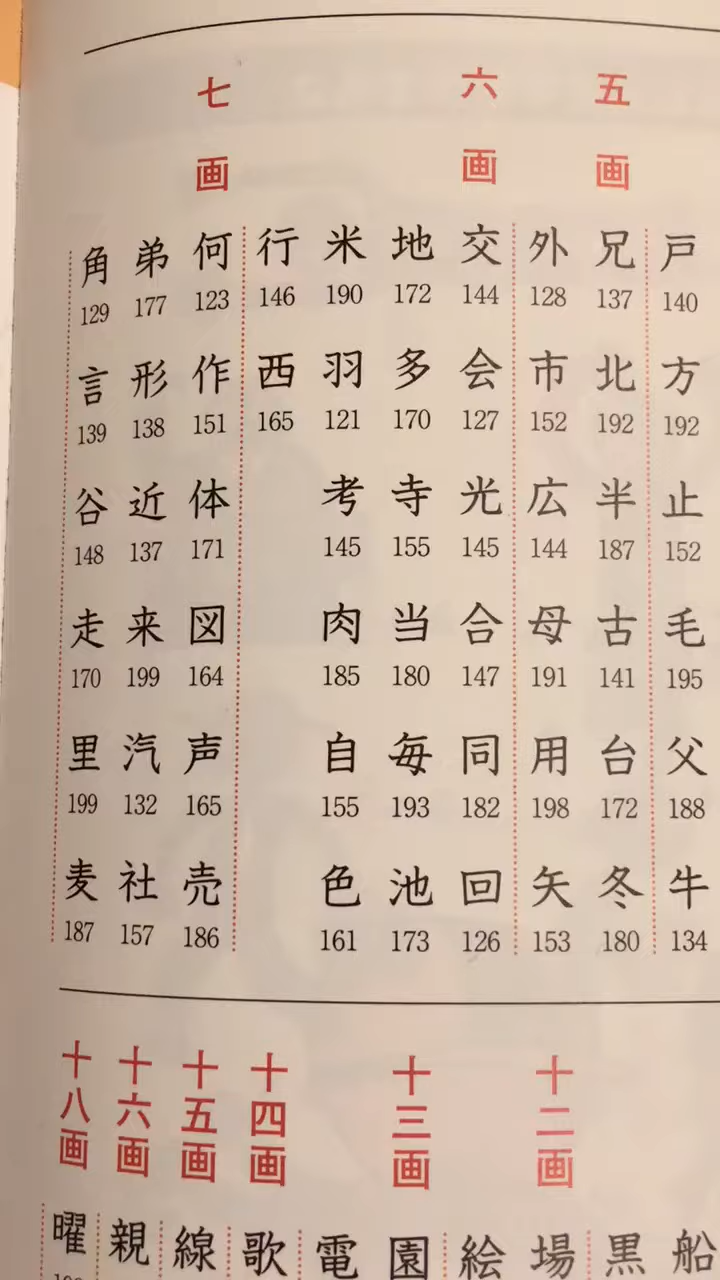 戸 140 方 192 止 152 毛 195 父 188 牛 134
五画
兄 137 北 192 半 187 古 141 台 172 冬 180
外 128 市 152 広 144 母 191 用 198 矢 153
六画
交 144 会 127 光 145 合 147 同 182 回 126
地 172 多 170 寺 155 当 180 毎 193 池 173
米 190 羽 121 考 145 肉 185 自 155 色 161
行 146 西 165
七画
何 123 作 151 体 171 図 164 声 165 売 186
弟 177 形 138 近 137 来 199 汽 132 社 157
角 129 言 139 谷 148 走 170 里 199 麦 187
船
黒
十二画
場
絵
十三画
園
電
十四画
歌
十五画
線
十六画
親
十八画
曜